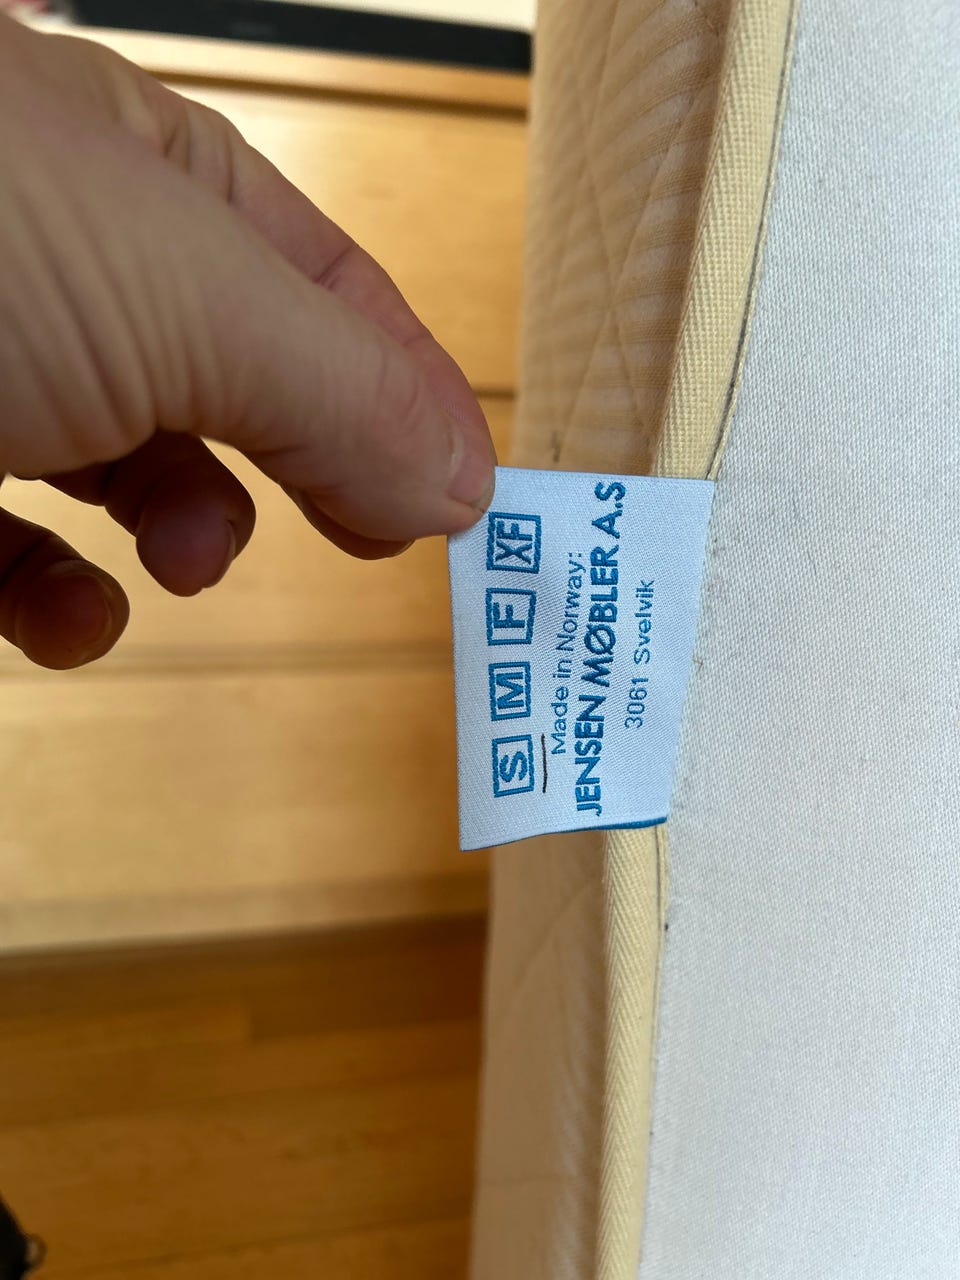 S M F XF
Made in Norway:
JENSEN MØBLER A.S
3061 Svelvik